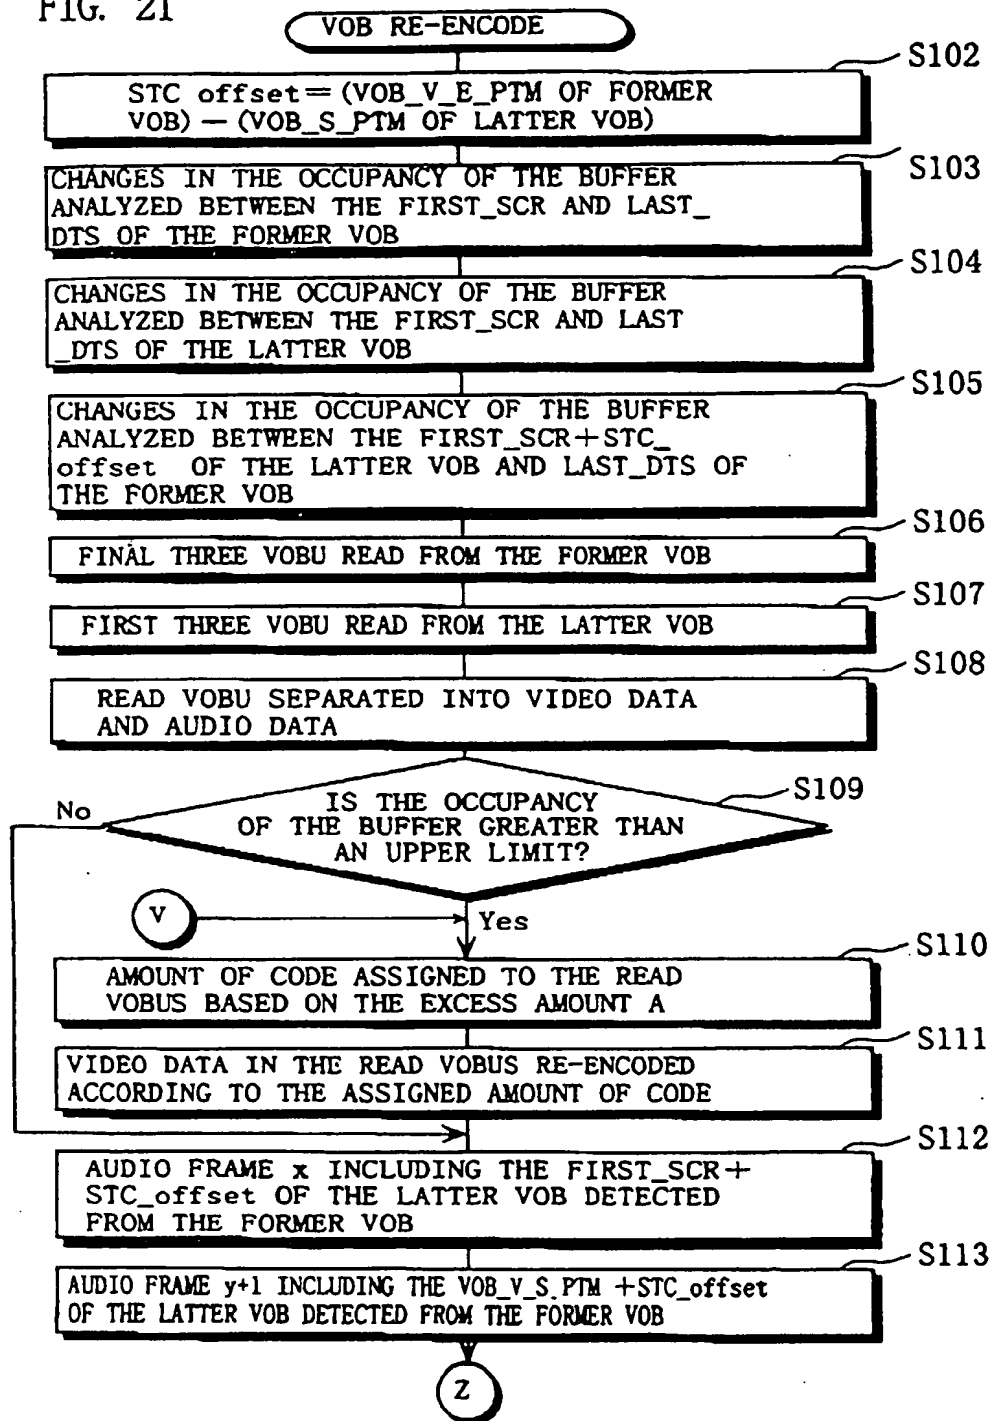 FIG. 21
VOB RE-ENCODE
S102
STC offset=(VOB_V_E_PTM OF FORMER
VOB)-(VOB_S_PTM OF LATTER VOB)
S103
CHANGES IN THE OCCUPANCY OF THE BUFFER
ANALYZED BETWEEN THE FIRST_SCR AND LAST_
DTS OF THE FORMER VOB
S104
CHANGES IN THE OCCUPANCY OF THE BUFFER
ANALYZED BETWEEN THE FIRST_SCR AND LAST
_DTS OF THE LATTER VOB
S105
CHANGES IN THE OCCUPANCY OF THE BUFFER
ANALYZED BETWEEN THE FIRST_SCR+STC_
offset OF THE LATTER VOB AND LAST_DTS OF
THE FORMER VOB
S106
FINAL THREE VOBU READ FROM THE FORMER VOB
S107
FIRST THREE VOBU READ FROM THE LATTER VOB
S108
READ VOBU SEPARATED INTO VIDEO DATA
AND AUDIO DATA
S109
No
IS THE OCCUPANCY
OF THE BUFFER GREATER THAN
AN UPPER LIMIT?
V
Yes
S110
AMOUNT OF CODE ASSIGNED TO THE READ
VOBUS BASED ON THE EXCESS AMOUNT A
S111
VIDEO DATA IN THE READ VOBUS RE-ENCODED
ACCORDING TO THE ASSIGNED AMOUNT OF CODE
S112
AUDIO FRAME x INCLUDING THE FIRST_SCR+
STC_offset OF THE LATTER VOB DETECTED
FROM THE FORMER VOB
S113
AUDIO FRAME y+1 INCLUDING THE VOB_V_S.PTM +STC_offset
OF THE LATTER VOB DETECTED FROM THE FORMER VOB
Z